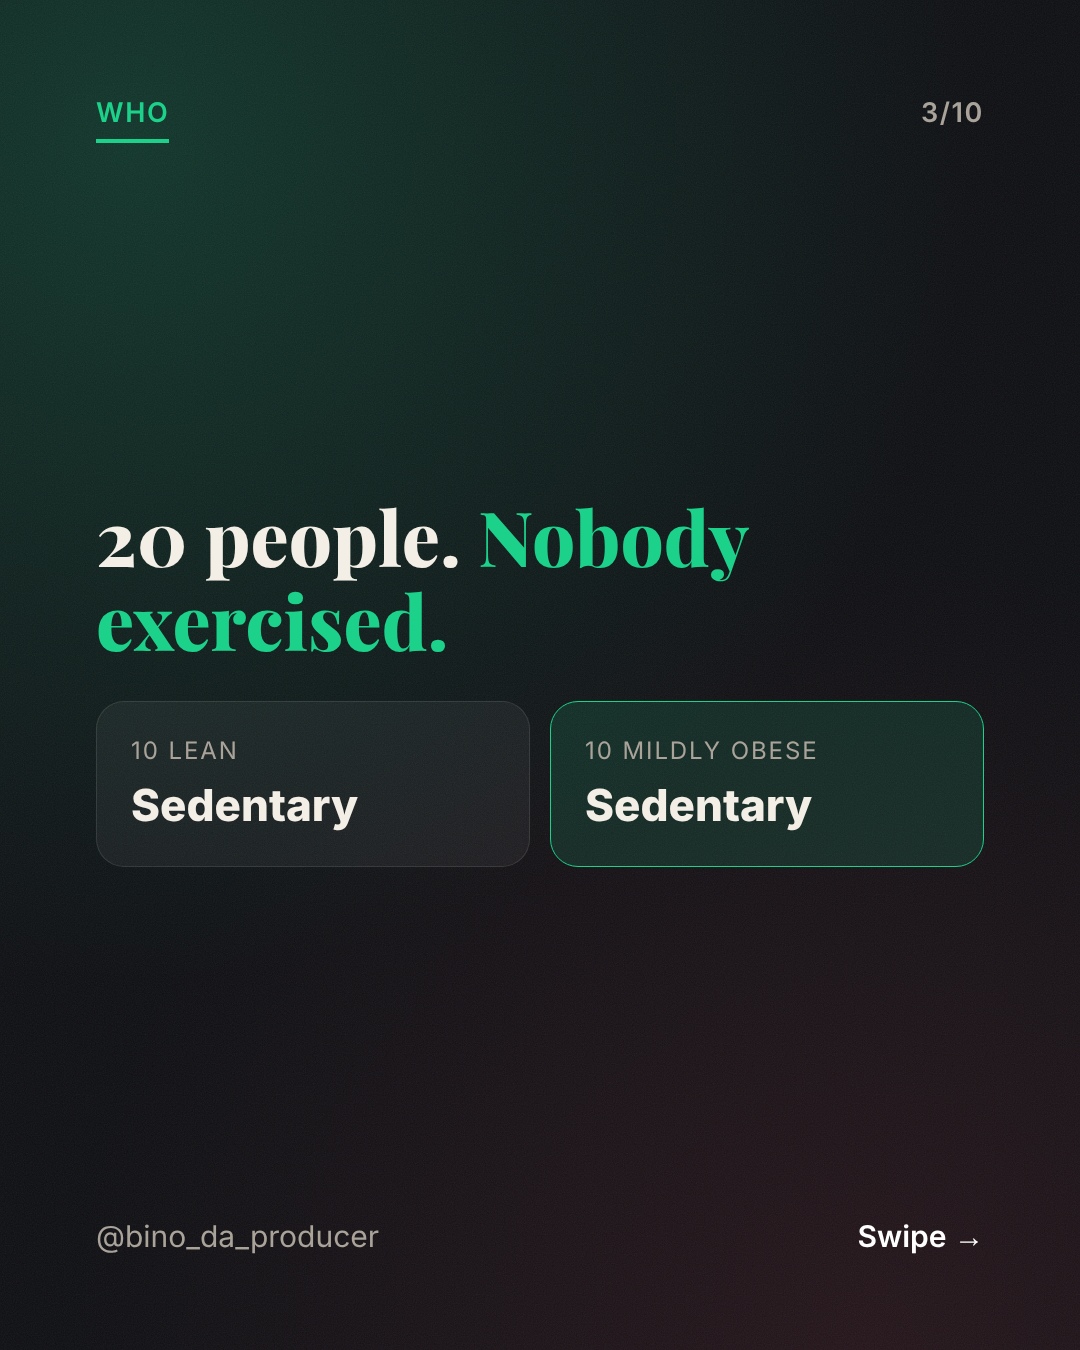 WHO
3/10
20 people. Nobody
exercised.
10 LEAN
Sedentary
10 MILDLY OBESE
Sedentary
@bino_da_producer
Swipe →